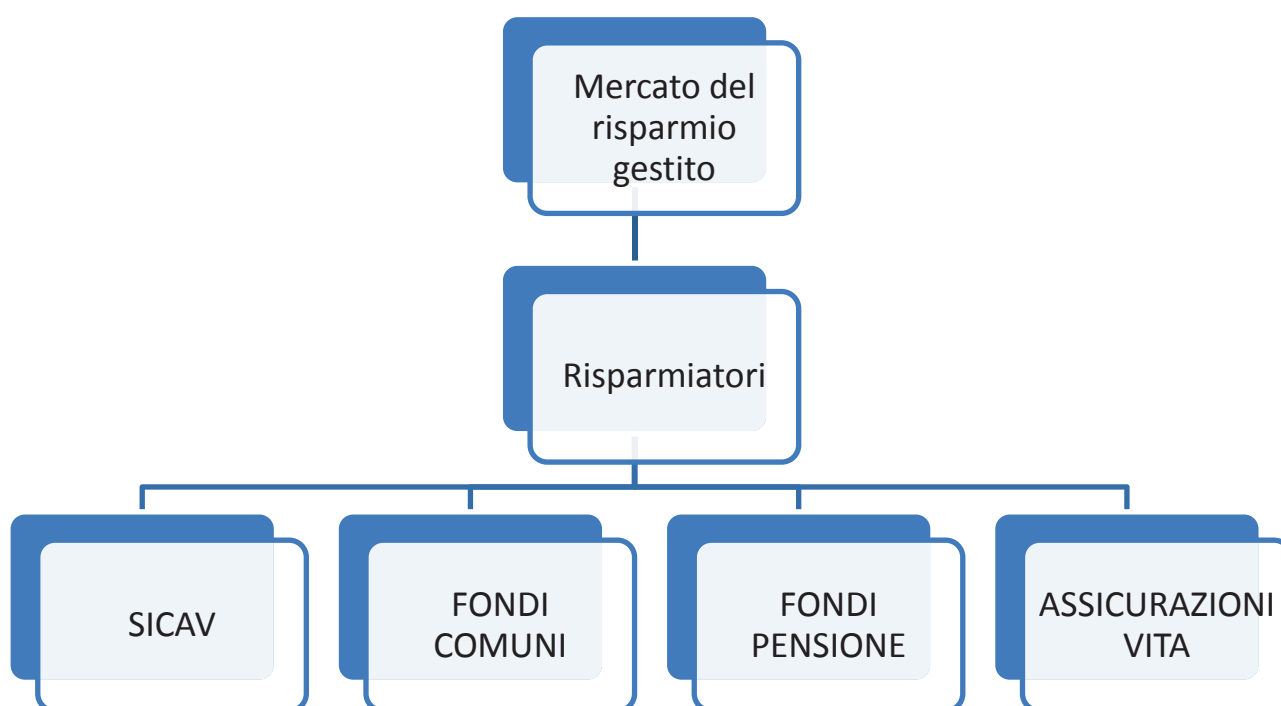 Mercato del
risparmio
gestito
Risparmiatori
SICAV
FONDI
COMUNI
FONDI
PENSIONE
ASSICURAZIONI
VITA